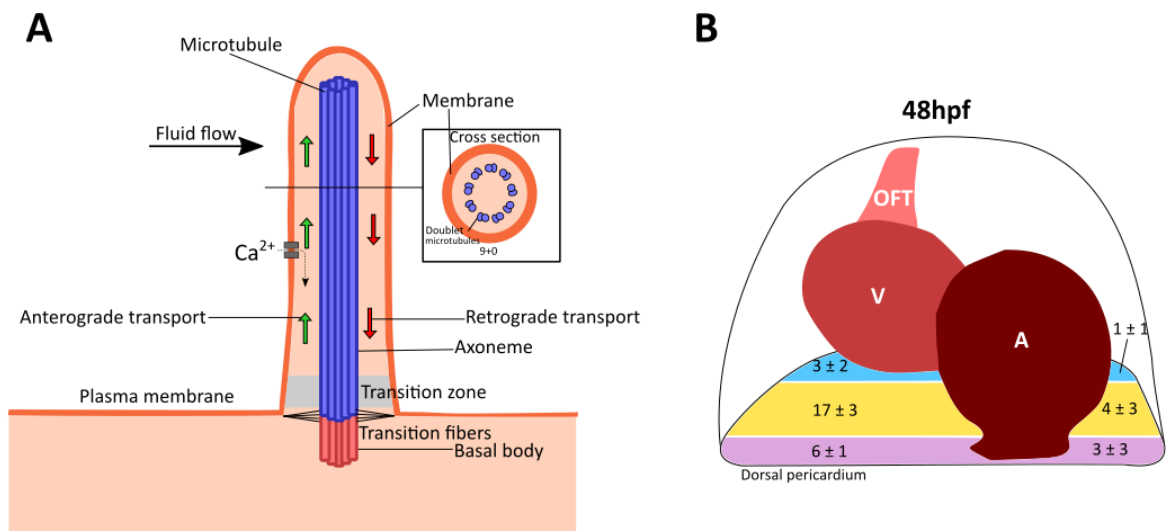 A
Microtubule
Fluid flow
Membrane
Cross section
Doublet
microtubules
9+0
Ca2+
Anterograde transport
Retrograde transport
Axoneme
Plasma membrane
Transition zone
Transition fibers
Basal body
B
48hpf
OFT
V
A
1 ± 1
3 ± 2
17 ± 3
4 ± 3
6 ± 1
3 ± 3
Dorsal pericardium